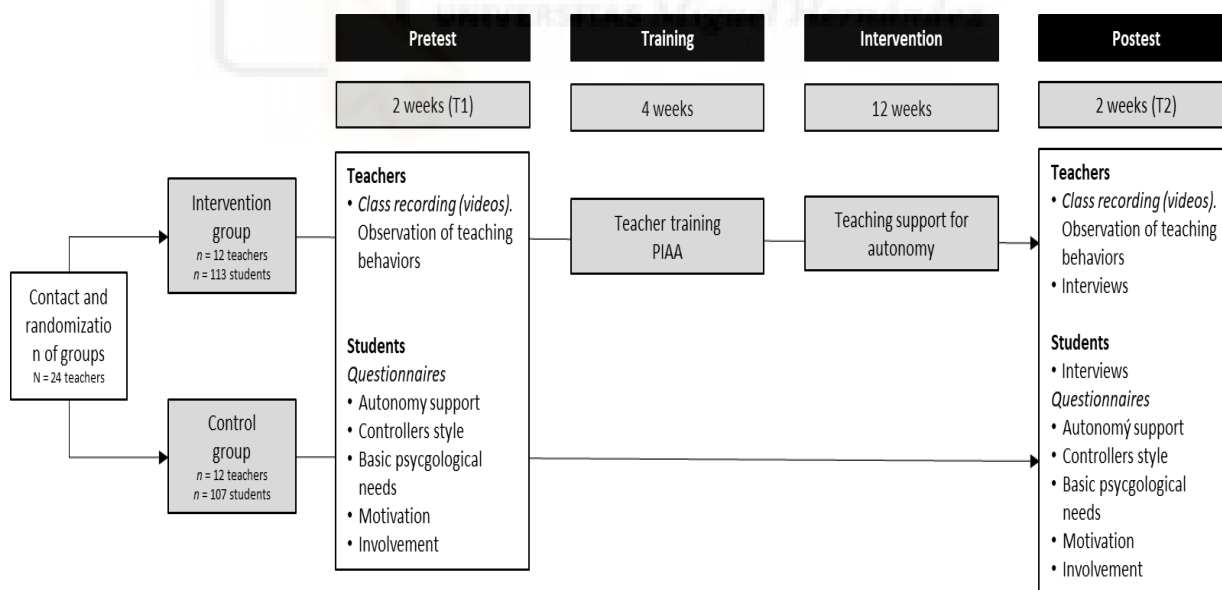 UNIVERSITAS Miguel Hernández
Pretest
Training
Intervention
Postest
2 weeks (T1)
4 weeks
12 weeks
2 weeks (T2)
Contact and
randomizatio
n of groups
N = 24 teachers
Intervention
group
n = 12 teachers
n = 113 students
Control
group
n = 12 teachers
n = 107 students
Teachers
• Class recording (videos).
Observation of teaching
behaviors
Students
Questionnaires
• Autonomy support
• Controllers style
• Basic psycgological
needs
• Motivation
• Involvement
Teacher training
PIAA
Teaching support for
autonomy
Teachers
• Class recording (videos).
Observation of teaching
behaviors
• Interviews
Students
• Interviews
Questionnaires
• Autonomý support
• Controllers style
• Basic psycgological
needs
• Motivation
• Involvement